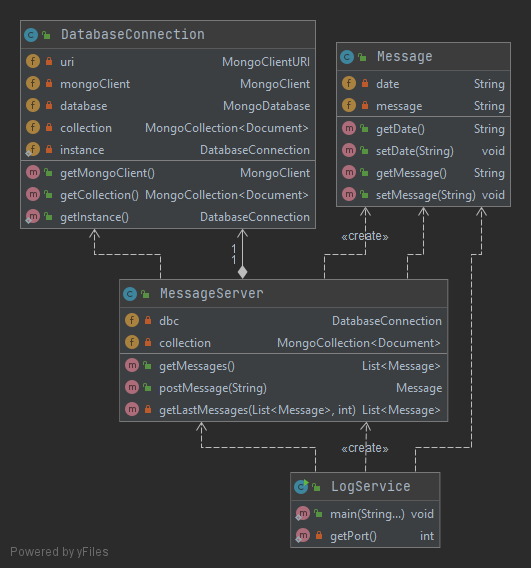 DatabaseConnection
uri MongoClientURI
mongoClient MongoClient
database MongoDatabase
collection MongoCollection<Document>
instance DatabaseConnection
getMongoClient() MongoClient
getCollection() MongoCollection<Document>
getInstance() DatabaseConnection
Message
date String
message String
getDate() String
setDate(String) void
getMessage() String
setMessage(String) void
«create»
1
1
MessageServer
dbc DatabaseConnection
collection MongoCollection<Document>
getMessages() List<Message>
postMessage(String) Message
getLastMessages(List<Message>, int) List<Message>
«create»
LogService
main(String...) void
getPort() int
Powered by yFiles